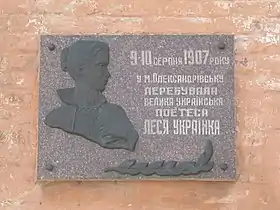 9-10 серпня 1907 року
у м.Олександрівську
перебувала
велика українська
поетеса
Леся Українка